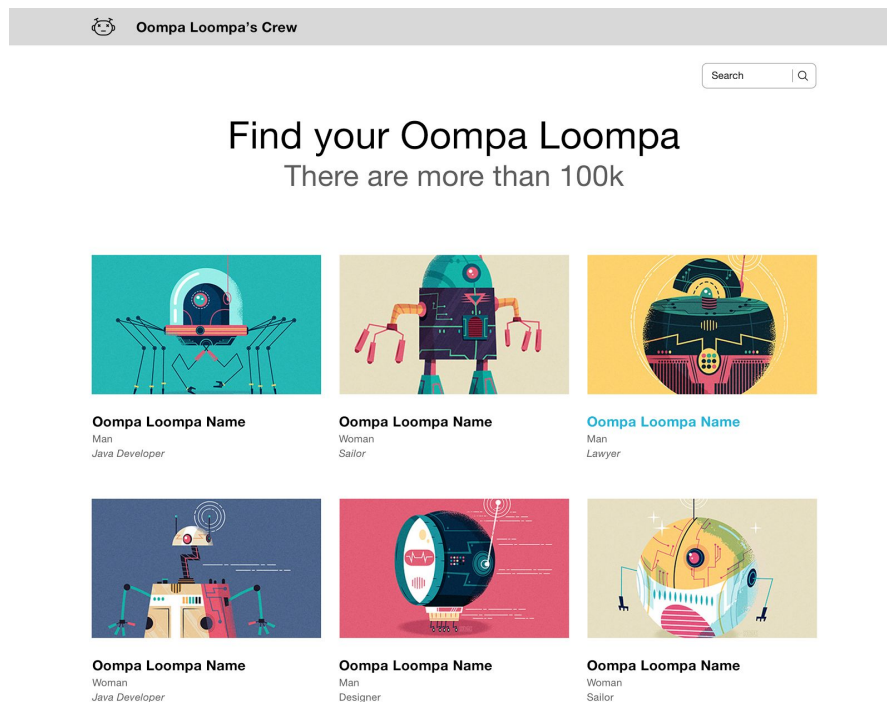 Oompa Loompa's Crew
Search
Find your Oompa Loompa
There are more than 100k
Oompa Loompa Name
Man
Java Developer
Oompa Loompa Name
Woman
Sailor
Oompa Loompa Name
Man
Lawyer
Oompa Loompa Name
Woman
Java Developer
Oompa Loompa Name
Man
Designer
Oompa Loompa Name
Woman
Sailor